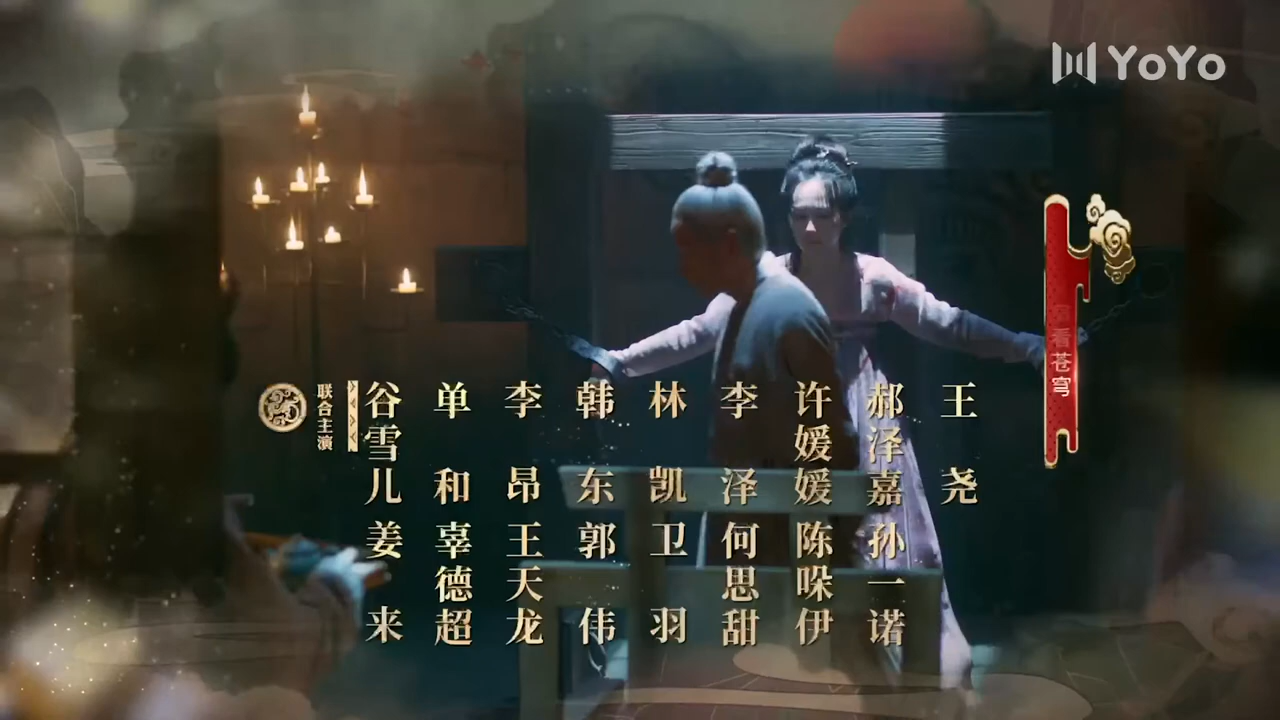 YoYo
看苍穹
联合主演
谷雪儿
单和
李昂
韩东
林凯
李泽
许媛媛
郝泽嘉
王尧
姜来
辜德超
王天龙
郭伟
卫羽
何思甜
陈哚伊
孙一诺